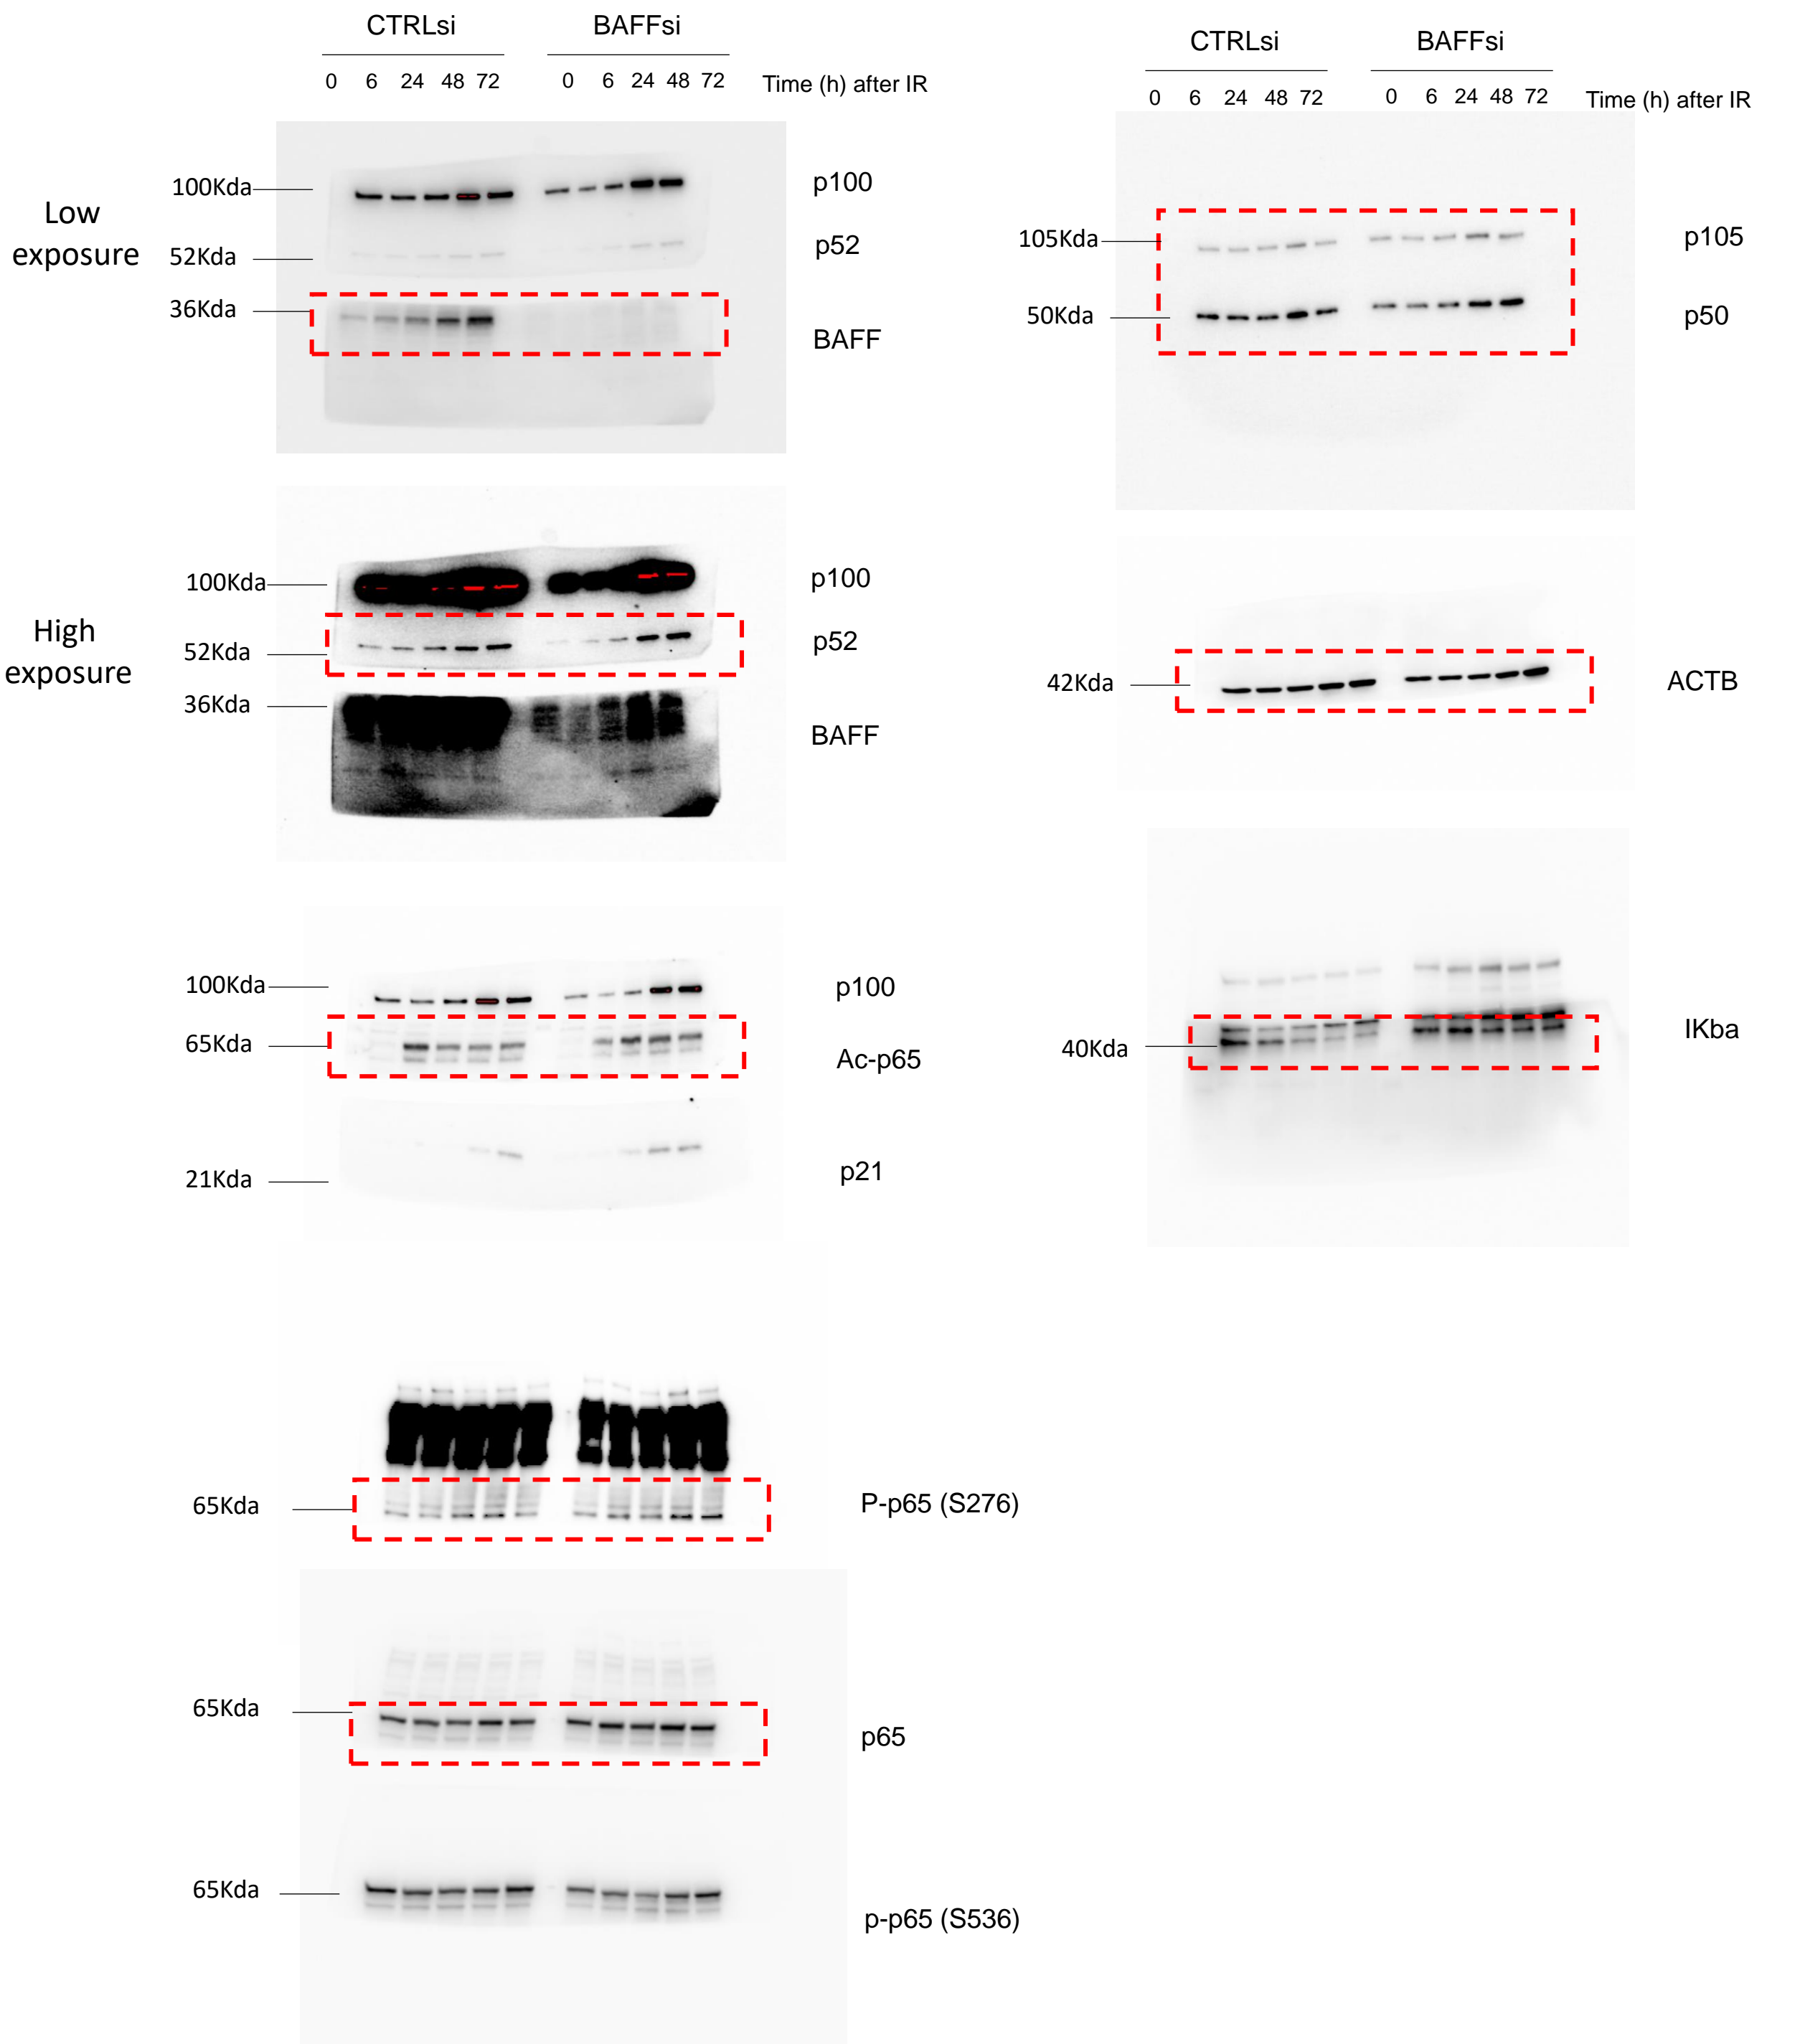 CTRLsi BAFFsi
0 6 24 48 72 0 6 24 48 72 Time (h) after IR
Low
exposure
100Kda p100
52Kda p52
36Kda BAFF
High
exposure
100Kda p100
52Kda p52
36Kda BAFF
100Kda p100
65Kda Ac-p65
21Kda p21
65Kda P-p65 (S276)
65Kda p65
65Kda p-p65 (S536)
CTRLsi BAFFsi
0 6 24 48 72 0 6 24 48 72 Time (h) after IR
105Kda p105
50Kda p50
42Kda ACTB
40Kda IKba